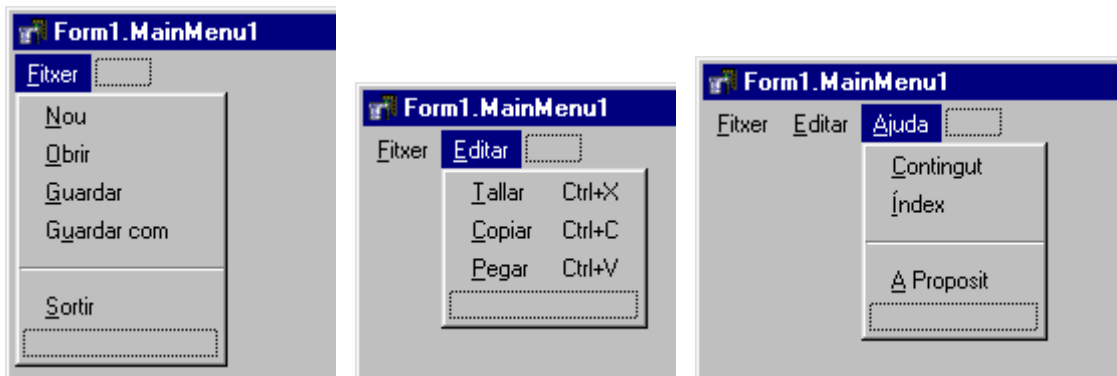 Form1.MainMenu1
Fitxer
Nou
Obrir
Guardar
Guardar com
Sortir
Form1.MainMenu1
Fitxer Editar
Tallar Ctrl+X
Copiar Ctrl+C
Pegar Ctrl+V
Form1.MainMenu1
Fitxer Editar Ajuda
Contingut
Índex
A Proposit